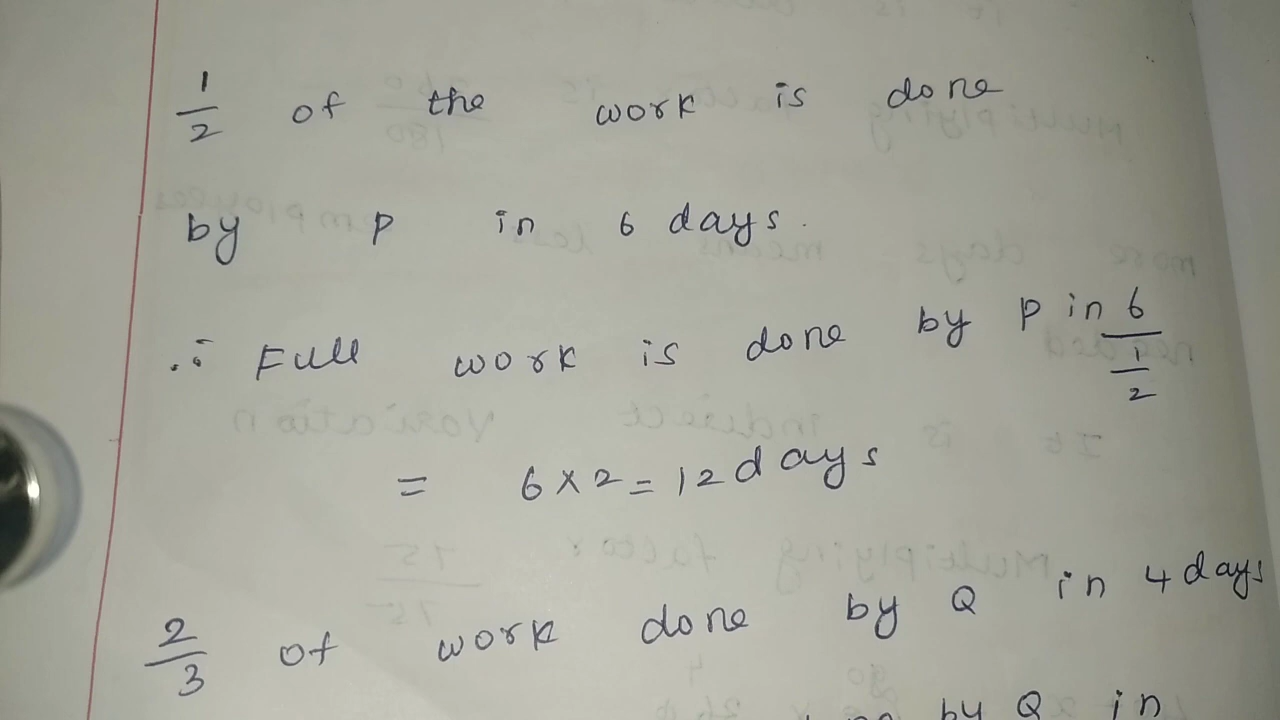 1/2 of the work is done
by P in 6 days.
∴ Full work is done by P in 6/(1/2)
= 6 × 2 = 12 days
2/3 of work done by Q in 4 days
by Q in